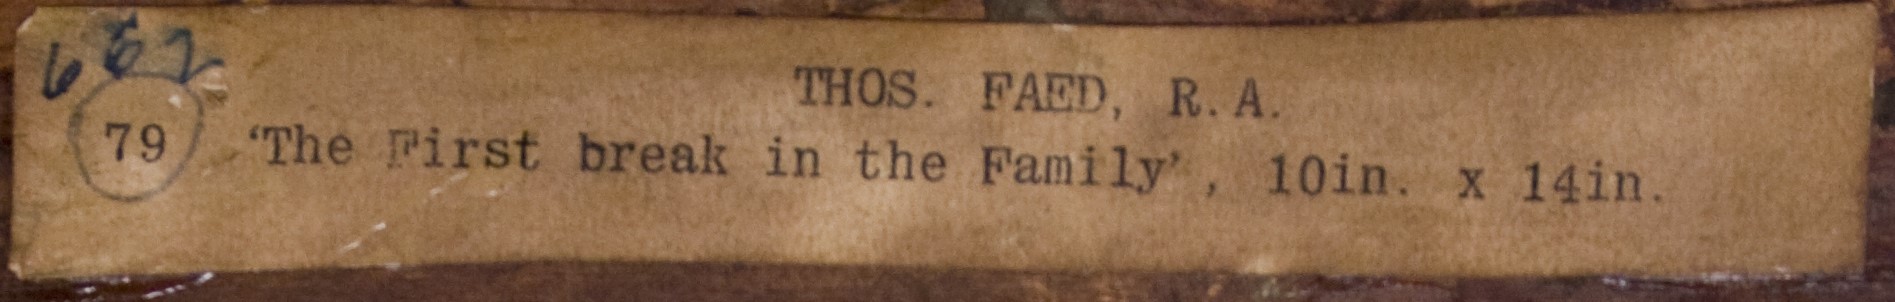 652
THOS. FAED, R.A.
79 ‘The First break in the Family’, 10in. x 14in.